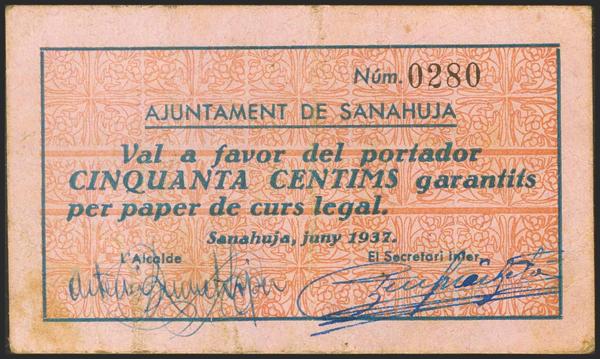 Núm. 0280
AJUNTAMENT DE SANAHUJA
Val a favor del portador
CINQUANTA CENTIMS garantits
per paper de curs legal.
Sanahuja, juny 1937.
L'Alcalde El Secretari inter.